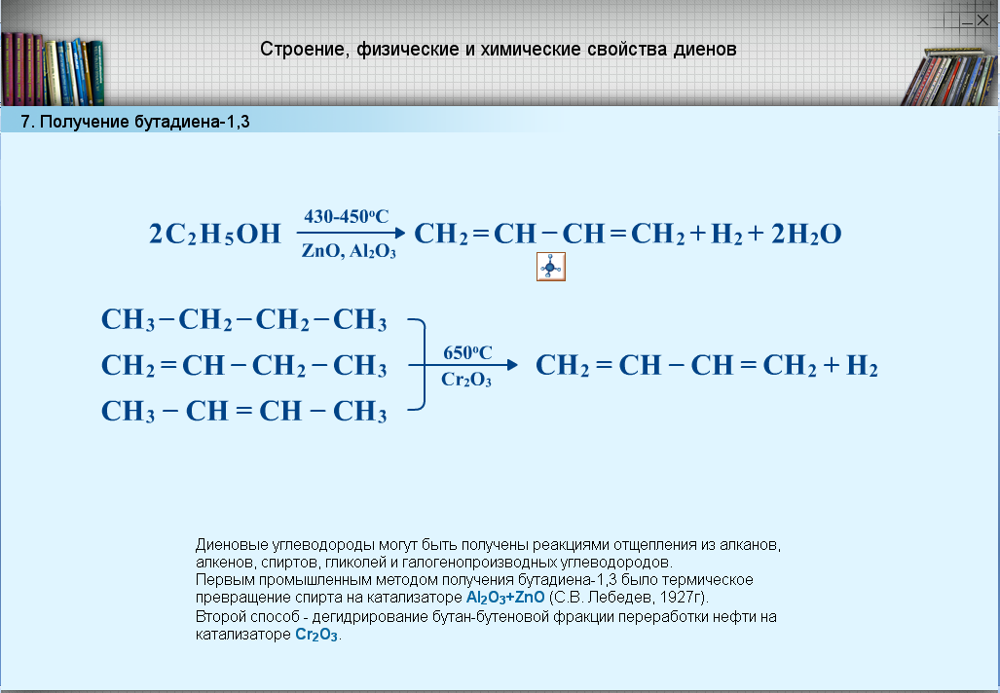 Строение, физические и химические свойства диенов
7. Получение бутадиена-1,3
430-450ºC
2C₂H₅OH CH₂=CH−CH=CH₂+H₂+2H₂O
ZnO, Al₂O₃
CH₃−CH₂−CH₂−CH₃
650ºC
CH₂=CH−CH₂−CH₃ CH₂=CH−CH=CH₂+H₂
Cr₂O₃
CH₃−CH=CH−CH₃
Диеновые углеводороды могут быть получены реакциями отщепления из алканов,
алкенов, спиртов, гликолей и галогенопроизводных углеводородов.
Первым промышленным методом получения бутадиена-1,3 было термическое
превращение спирта на катализаторе Al₂O₃+ZnO (С.В. Лебедев, 1927г).
Второй способ - дегидрирование бутан-бутеновой фракции переработки нефти на
катализаторе Cr₂O₃.